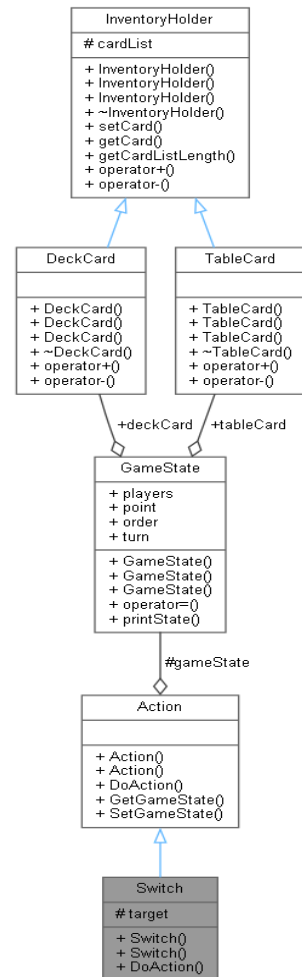 InventoryHolder
# cardList
+ InventoryHolder()
+ InventoryHolder()
+ InventoryHolder()
+ ~InventoryHolder()
+ setCard()
+ getCard()
+ getCardListLength()
+ operator+()
+ operator-()
DeckCard
+ DeckCard()
+ DeckCard()
+ DeckCard()
+ ~DeckCard()
+ operator+()
+ operator-()
TableCard
+ TableCard()
+ TableCard()
+ TableCard()
+ ~TableCard()
+ operator+()
+ operator-()
+deckCard
+tableCard
GameState
+ players
+ point
+ order
+ turn
+ GameState()
+ GameState()
+ GameState()
+ operator=()
+ printState()
#gameState
Action
+ Action()
+ Action()
+ DoAction()
+ GetGameState()
+ SetGameState()
Switch
# target
+ Switch()
+ Switch()
+ DoAction()